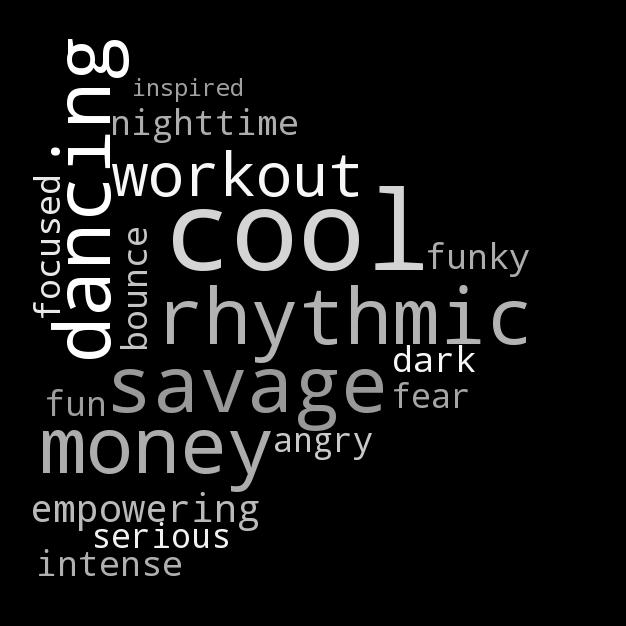 dancing
inspired
nighttime
workout
focused
cool
bounce
funky
rhythmic
dark
savage
fear
fun
money
angry
empowering
serious
intense